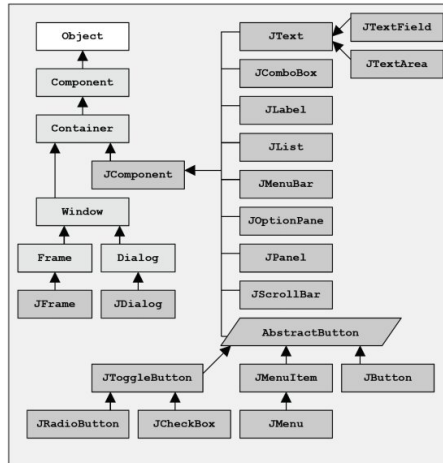 Object
Component
Container
JComponent
Window
Frame
Dialog
JFrame
JDialog
JText
JTextField
JTextArea
JComboBox
JLabel
JList
JMenuBar
JOptionPane
JPanel
JScrollBar
AbstractButton
JToggleButton
JMenuItem
JButton
JRadioButton
JCheckBox
JMenu